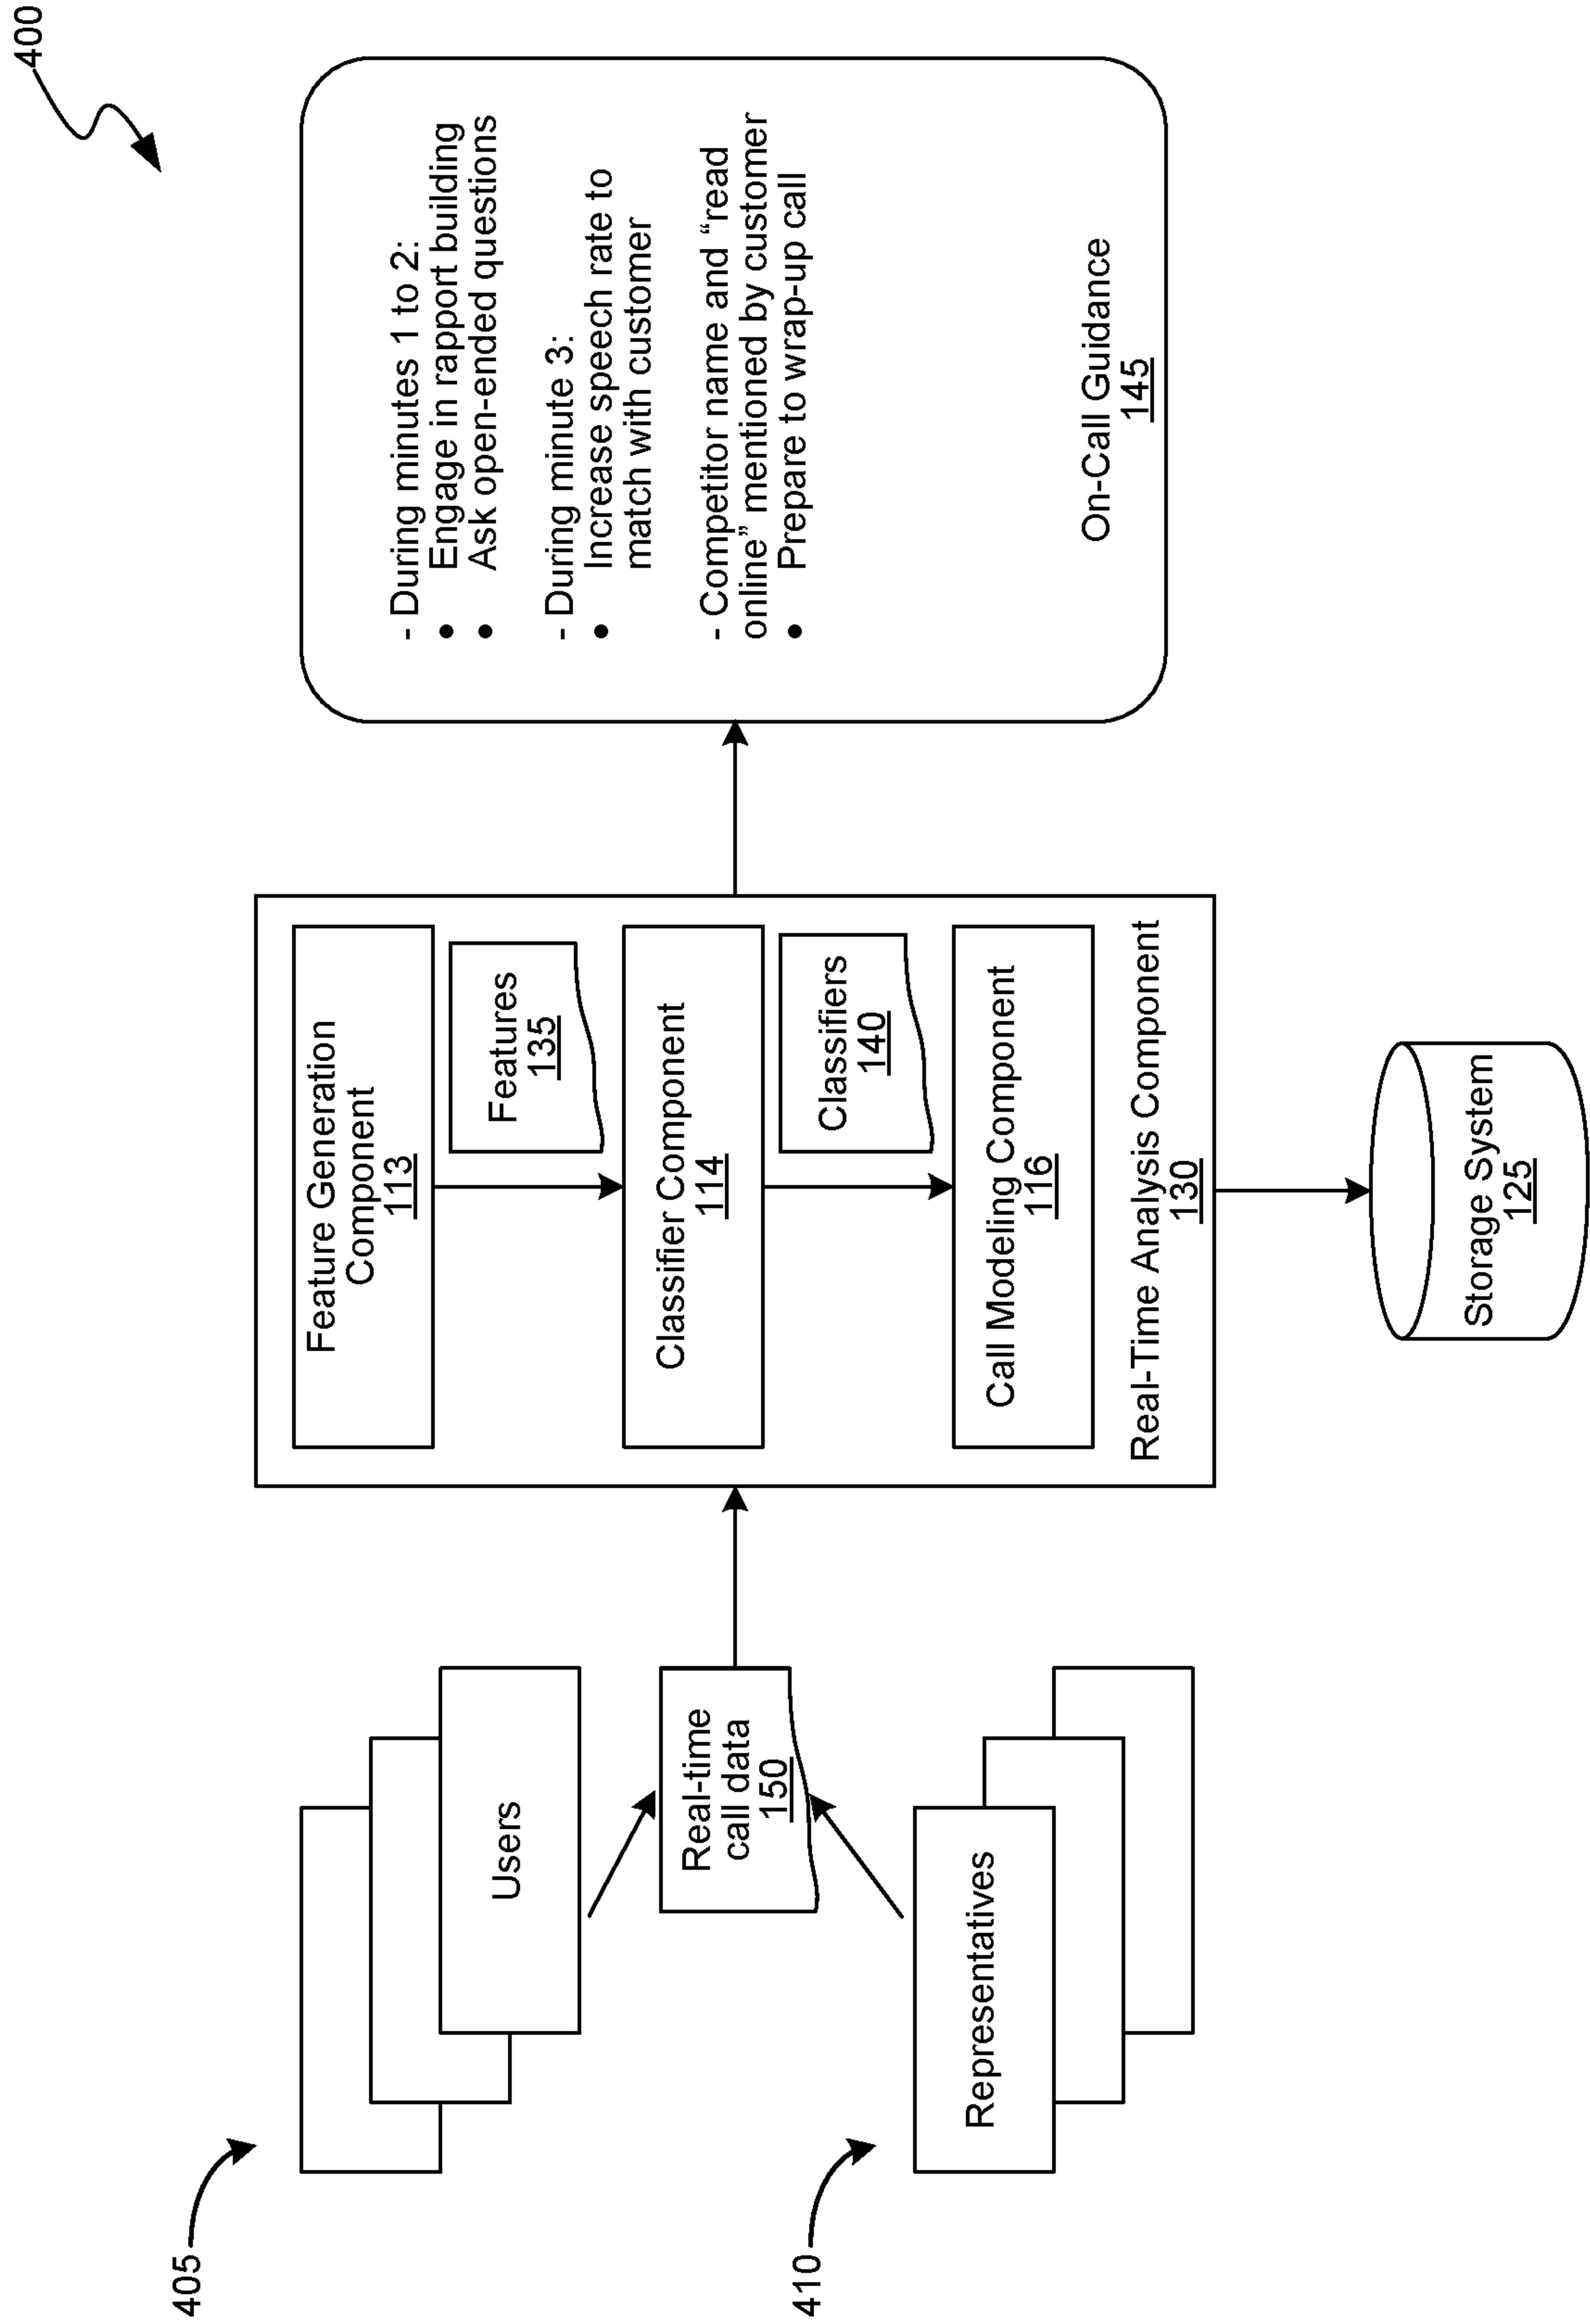 400
405
Users
Real-time
call data
150
410
Representatives
Feature Generation
Component
113
Features
135
Classifier Component
114
Classifiers
140
Call Modeling Component
116
Real-Time Analysis Component
130
Storage System
125
- During minutes 1 to 2:
• Engage in rapport building
• Ask open-ended questions
- During minute 3:
• Increase speech rate to
match with customer
- Competitor name and “read
online” mentioned by customer
• Prepare to wrap-up call
On-Call Guidance
145